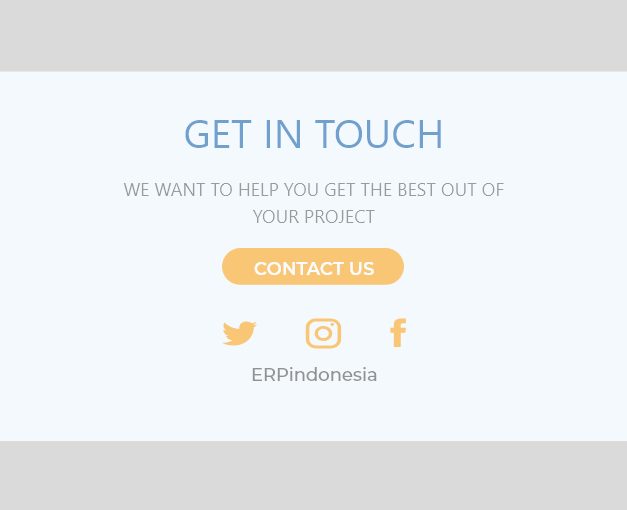 GET IN TOUCH
WE WANT TO HELP YOU GET THE BEST OUT OF
YOUR PROJECT
CONTACT US
ERPindonesia